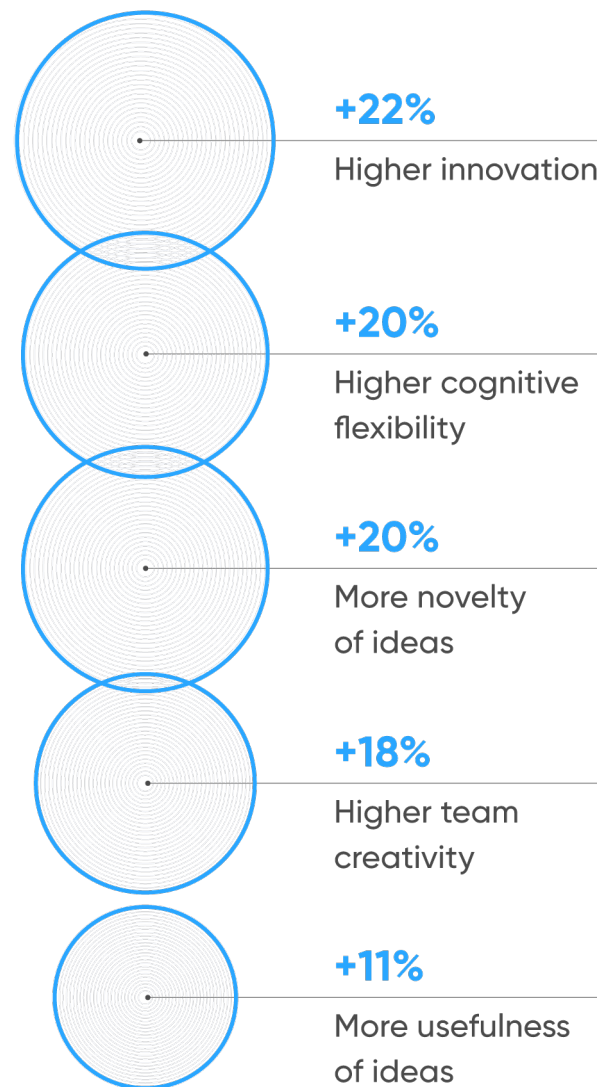 +22%
Higher innovation
+20%
Higher cognitive
flexibility
+20%
More novelty
of ideas
+18%
Higher team
creativity
+11%
More usefulness
of ideas